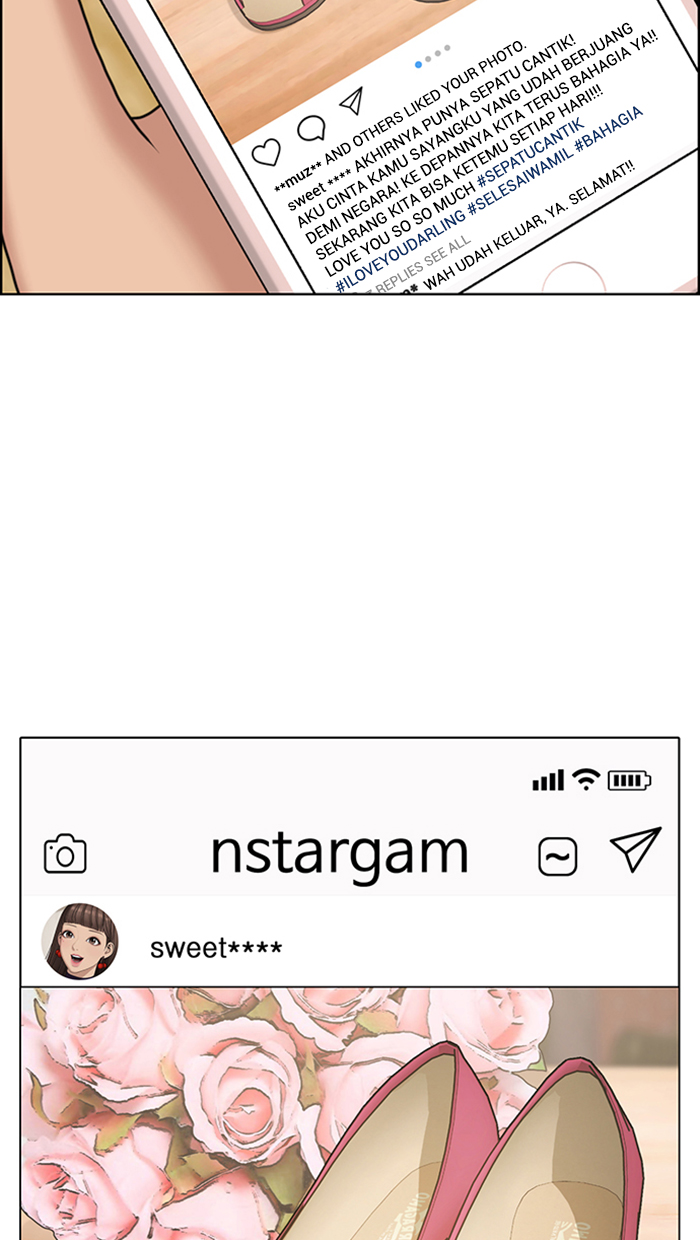 **muz** AND OTHERS LIKED YOUR PHOTO.
sweet **** AKHIRNYA PUNYA SEPATU CANTIK!
AKU CINTA KAMU SAYANGKU YANG UDAH BERJUANG
DEMI NEGARA! KE DEPANNYA KITA TERUS BAHAGIA YA!!
SEKARANG KITA BISA KETEMU SETIAP HARI!!!
LOVE YOU SO SO MUCH #SEPATUCANTIK
#ILOVEYOUDARLING #SELESAIWAMIL #BAHAGIA
REPLIES SEE ALL
WAH UDAH KELUAR, YA. SELAMAT!!
nstargam
sweet****